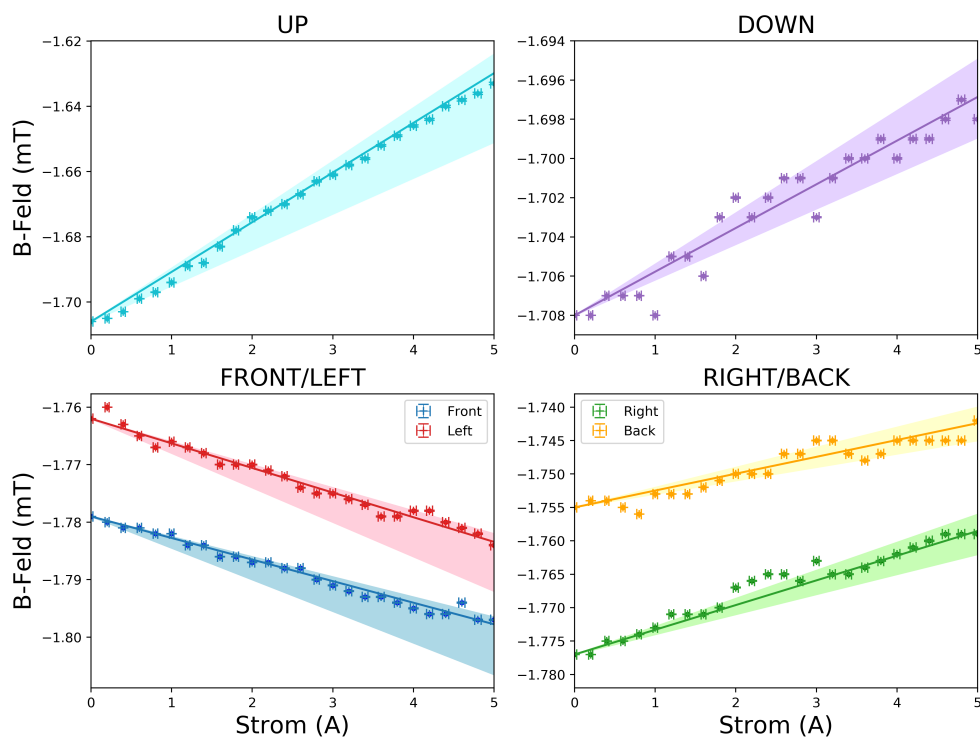 UP
DOWN
B-Feld (mT)
−1.62
−1.64
−1.66
−1.68
−1.70
0 1 2 3 4 5
−1.694
−1.696
−1.698
−1.700
−1.702
−1.704
−1.706
−1.708
0 1 2 3 4 5
FRONT/LEFT
RIGHT/BACK
B-Feld (mT)
−1.76
−1.77
−1.78
−1.79
−1.80
Front
Left
0 1 2 3 4 5
Strom (A)
−1.740
−1.745
−1.750
−1.755
−1.760
−1.765
−1.770
−1.775
−1.780
Right
Back
0 1 2 3 4 5
Strom (A)